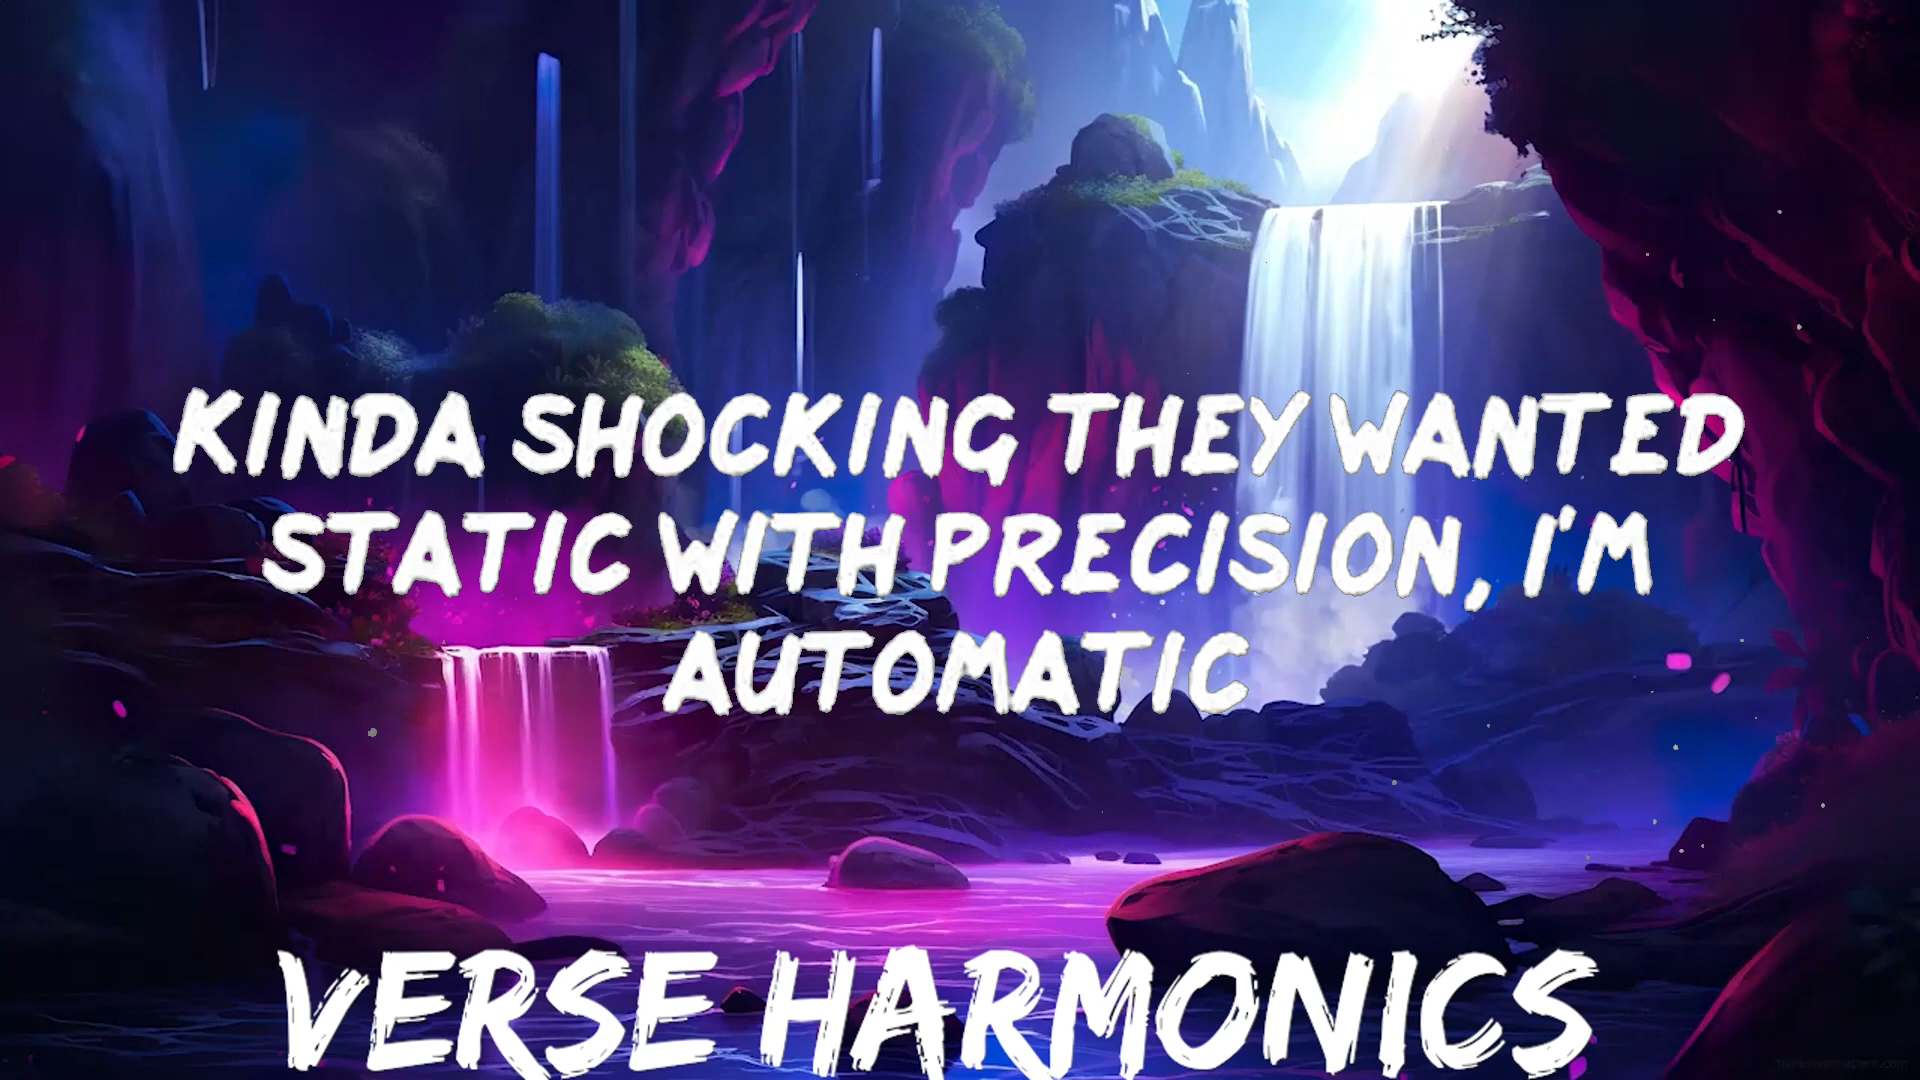 KINDA SHOCKING THEY WANTED
STATIC WITH PRECISION, I'M
AUTOMATIC
VERSE HARMONICS